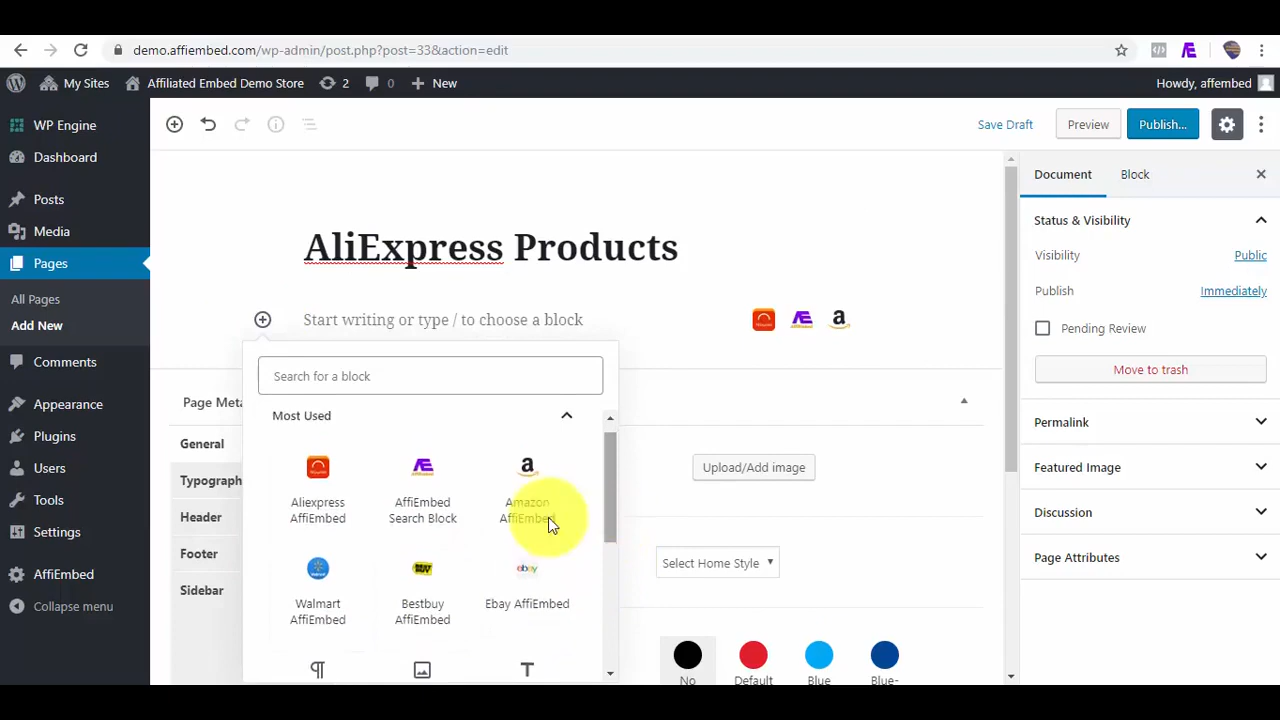 demo.affiembed.com/wp-admin/post.php?post=33&action=edit
My Sites
Affiliated Embed Demo Store
2
0
New
Howdy, affembed
WP Engine
Dashboard
Posts
Media
Pages
All Pages
Add New
Comments
Appearance
Plugins
Users
Tools
Settings
AffiEmbed
Collapse menu
Save Draft
Preview
Publish...
AliExpress Products
Start writing or type / to choose a block
Search for a block
Most Used
Aliexpress
AffiEmbed
AffiEmbed
Search Block
Amazon
AffiEmbed
Walmart
AffiEmbed
Bestbuy
AffiEmbed
Ebay AffiEmbed
Page Meta
General
Typograph
Header
Footer
Sidebar
Upload/Add image
Select Home Style
No
Default
Blue
Blue-
Document
Block
Status & Visibility
Visibility
Public
Publish
Immediately
Pending Review
Move to trash
Permalink
Featured Image
Discussion
Page Attributes